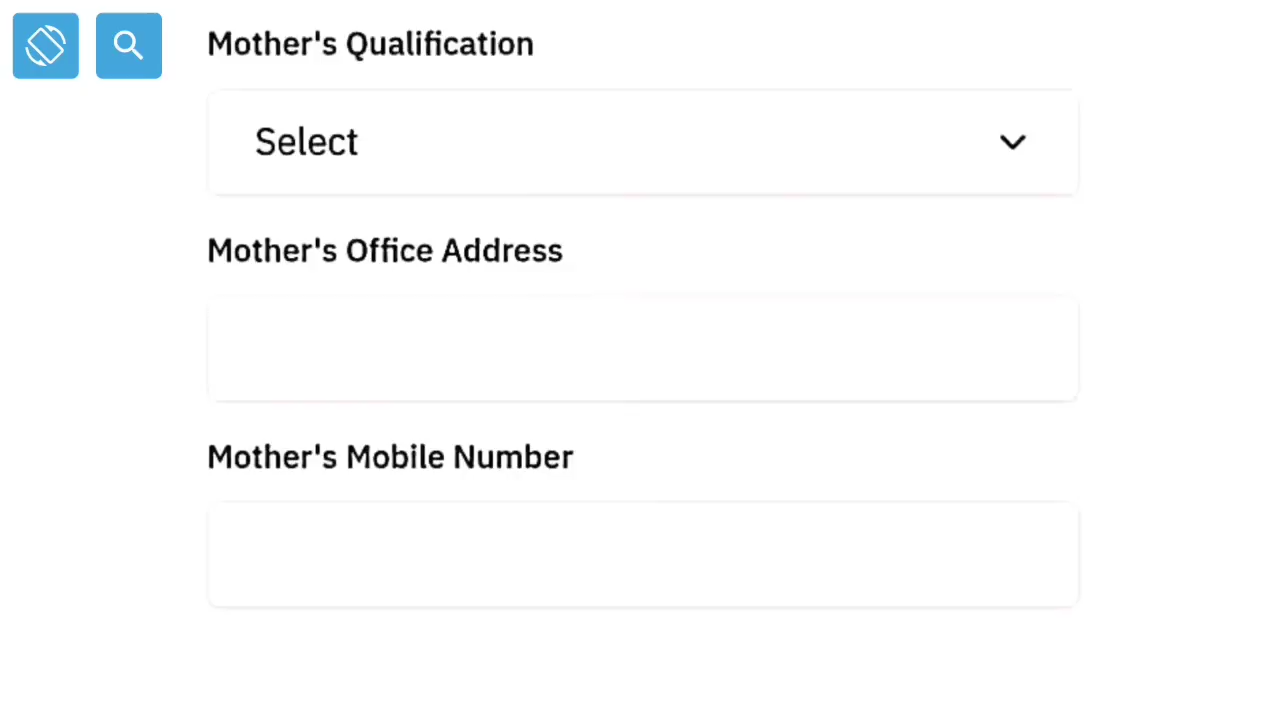 Mother's Qualification
Select
Mother's Office Address
Mother's Mobile Number